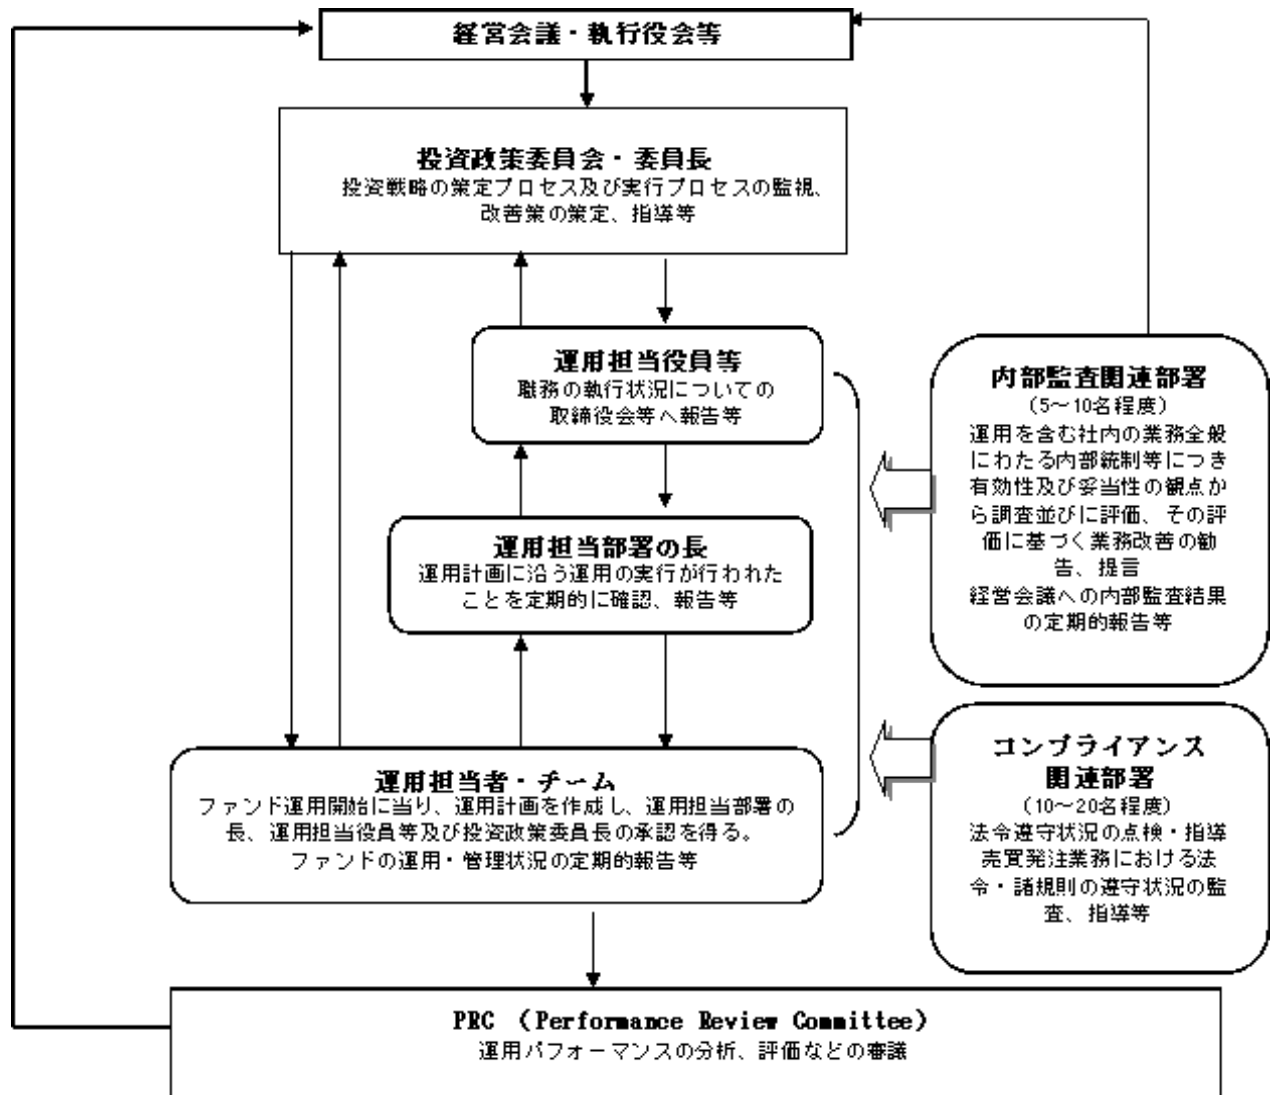 経営会議・執行役会等
投資政策委員会・委員長
投資戦略の策定プロセス及び実行プロセスの監視、
改善策の策定、指導等
運用担当役員等
職務の執行状況についての
取締役会等へ報告等
運用担当部署の長
運用計画に沿う運用の実行が行われた
ことを定期的に確認、報告等
運用担当者・チーム
ファンド運用開始に当り、運用計画を作成し、運用担当部署の
長、運用担当役員等及び投資政策委員長の承認を得る。
ファンドの運用・管理状況の定期的報告等
内部監査関連部署
（5～10名程度）
運用を含む社内の業務全般
にわたる内部統制等につき
有効性及び妥当性の観点か
ら調査並びに評価、その評
価に基づく業務改善の勧
告、提言
経営会議への内部監査結果
の定期的報告等
コンプライアンス
関連部署
（10～20名程度）
法令遵守状況の点検・指導
売買発注業務における法
令・諸規則の遵守状況の監
査、指導等
PRC （Performance Review Committee）
運用パフォーマンスの分析、評価などの審議